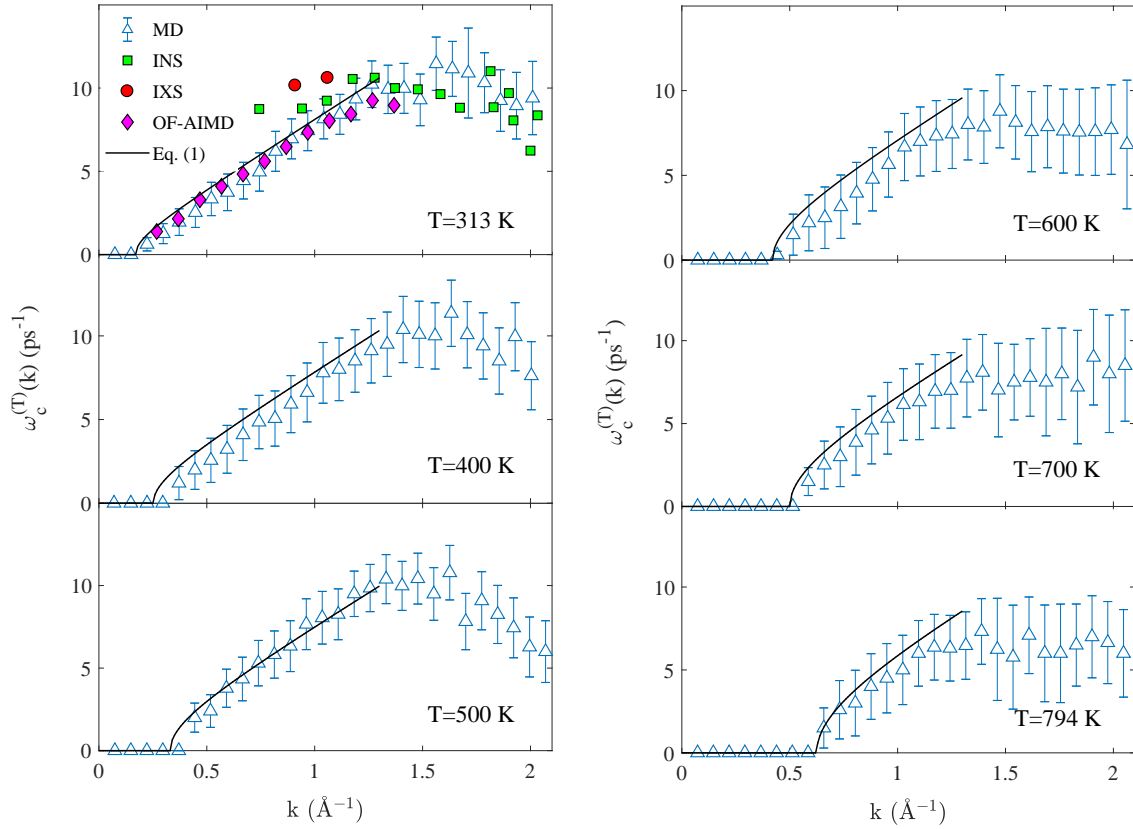 MD
INS
IXS
OF-AIMD
Eq. (1)
10
5
0
T=313 K
10
5
0
T=400 K
10
5
0
T=500 K
0 0.5 1 1.5 2
k (Å⁻¹)
ω_c^(T)(k) (ps⁻¹)
10
5
0
T=600 K
10
5
0
T=700 K
10
5
0
T=794 K
0 0.5 1 1.5 2
k (Å⁻¹)
ω_c^(T)(k) (ps⁻¹)